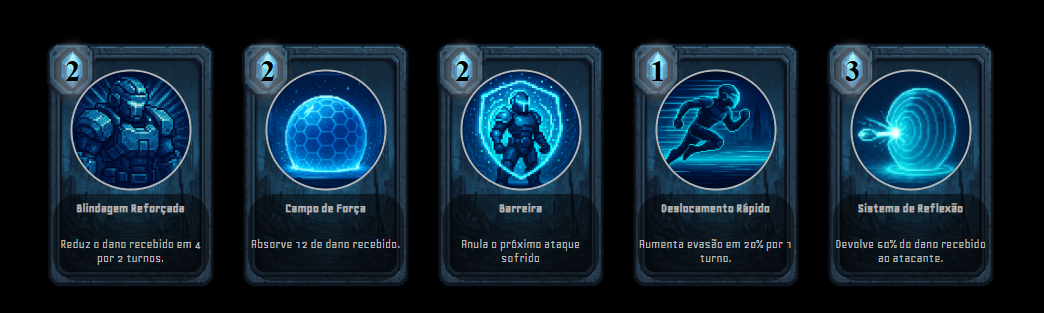 2
Blindagem Reforçada
Reduz o dano recebido em 4
por 2 turnos.
2
Campo de Força
Absorve 12 de dano recebido.
2
Barreira
Anula o próximo ataque
sofrido
1
Deslocamento Rápido
Aumenta evasão em 20% por 1
turno.
3
Sistema de Reflexão
Devolve 50% do dano recebido
ao atacante.